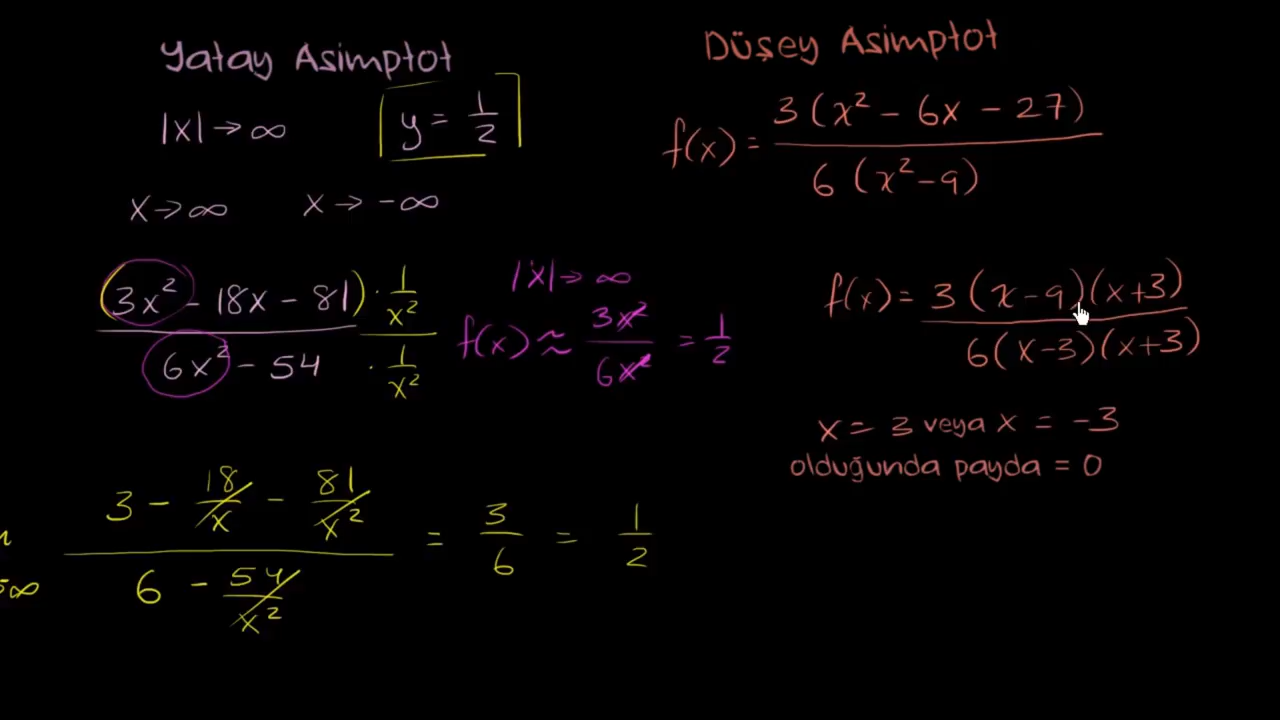 Yatay Asimptot
|x| → ∞
y = 1/2
x → ∞ x → -∞
(3x² - 18x - 81) · 1/x²
6x² - 54 · 1/x²
|x| → ∞
f(x) ≈ 3x²/6x² = 1/2
3 - 18/x - 81/x²
6 - 54/x²
= 3/6 = 1/2
Düşey Asimptot
f(x) = 3(x² - 6x - 27)
6(x² - 9)
f(x) = 3(x - 9)(x + 3)
6(x - 3)(x + 3)
x = 3 veya x = -3
olduğunda payda = 0